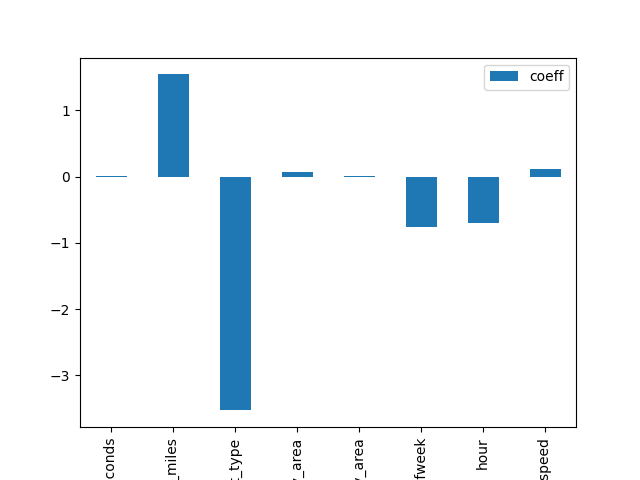 coeff
1
0
−1
−2
−3
conds
_miles
_type
_area
_area
fweek
hour
speed